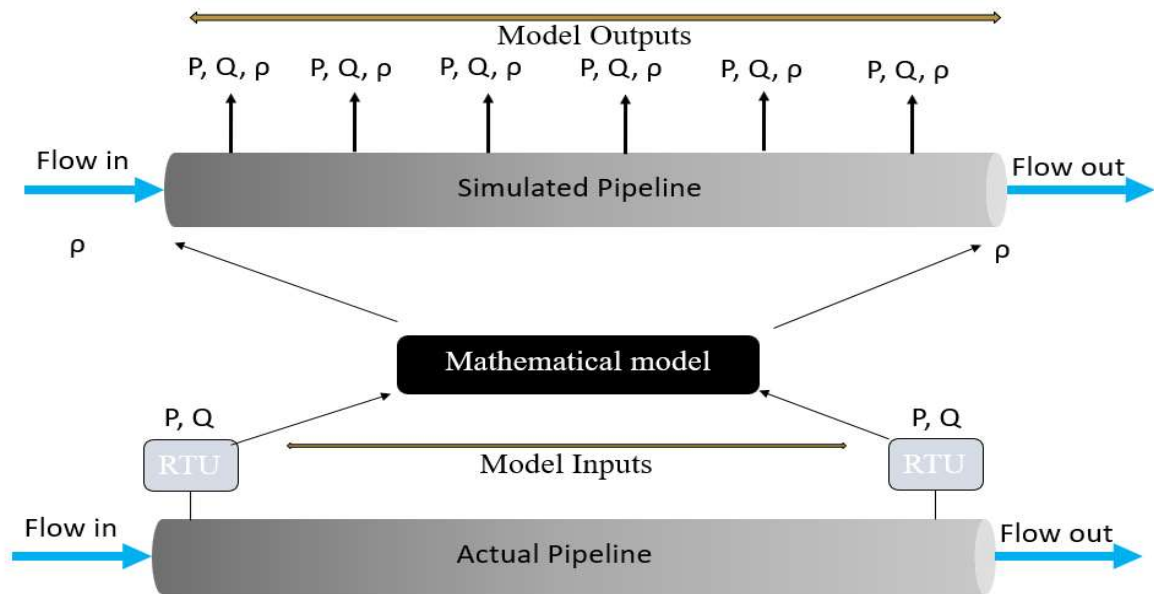 Model Outputs
P, Q, ρ P, Q, ρ P, Q, ρ P, Q, ρ P, Q, ρ P, Q, ρ
Flow in
Simulated Pipeline
Flow out
ρ
ρ
Mathematical model
P, Q
P, Q
RTU
Model Inputs
RTU
Flow in
Actual Pipeline
Flow out